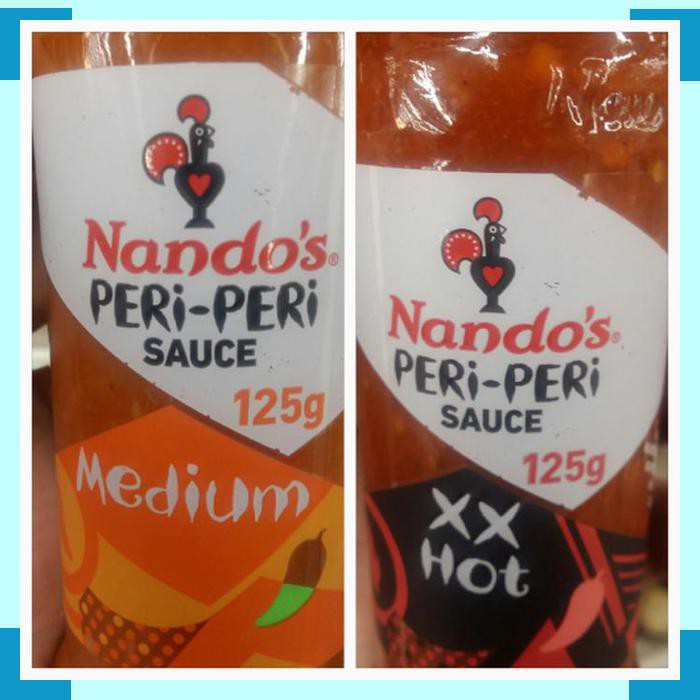 Nando's®
PERi-PERi
SAUCE
125g
Medium
Nando's®
PERi-PERi
SAUCE
125g
XX
Hot